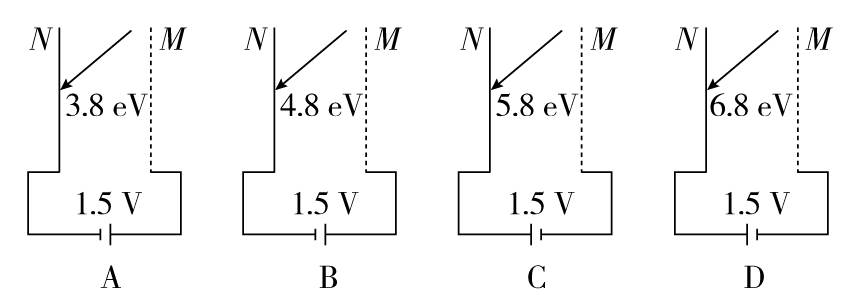 N M N M N M N M
3.8 eV 4.8 eV 5.8 eV 6.8 eV
1.5 V 1.5 V 1.5 V 1.5 V
A B C D